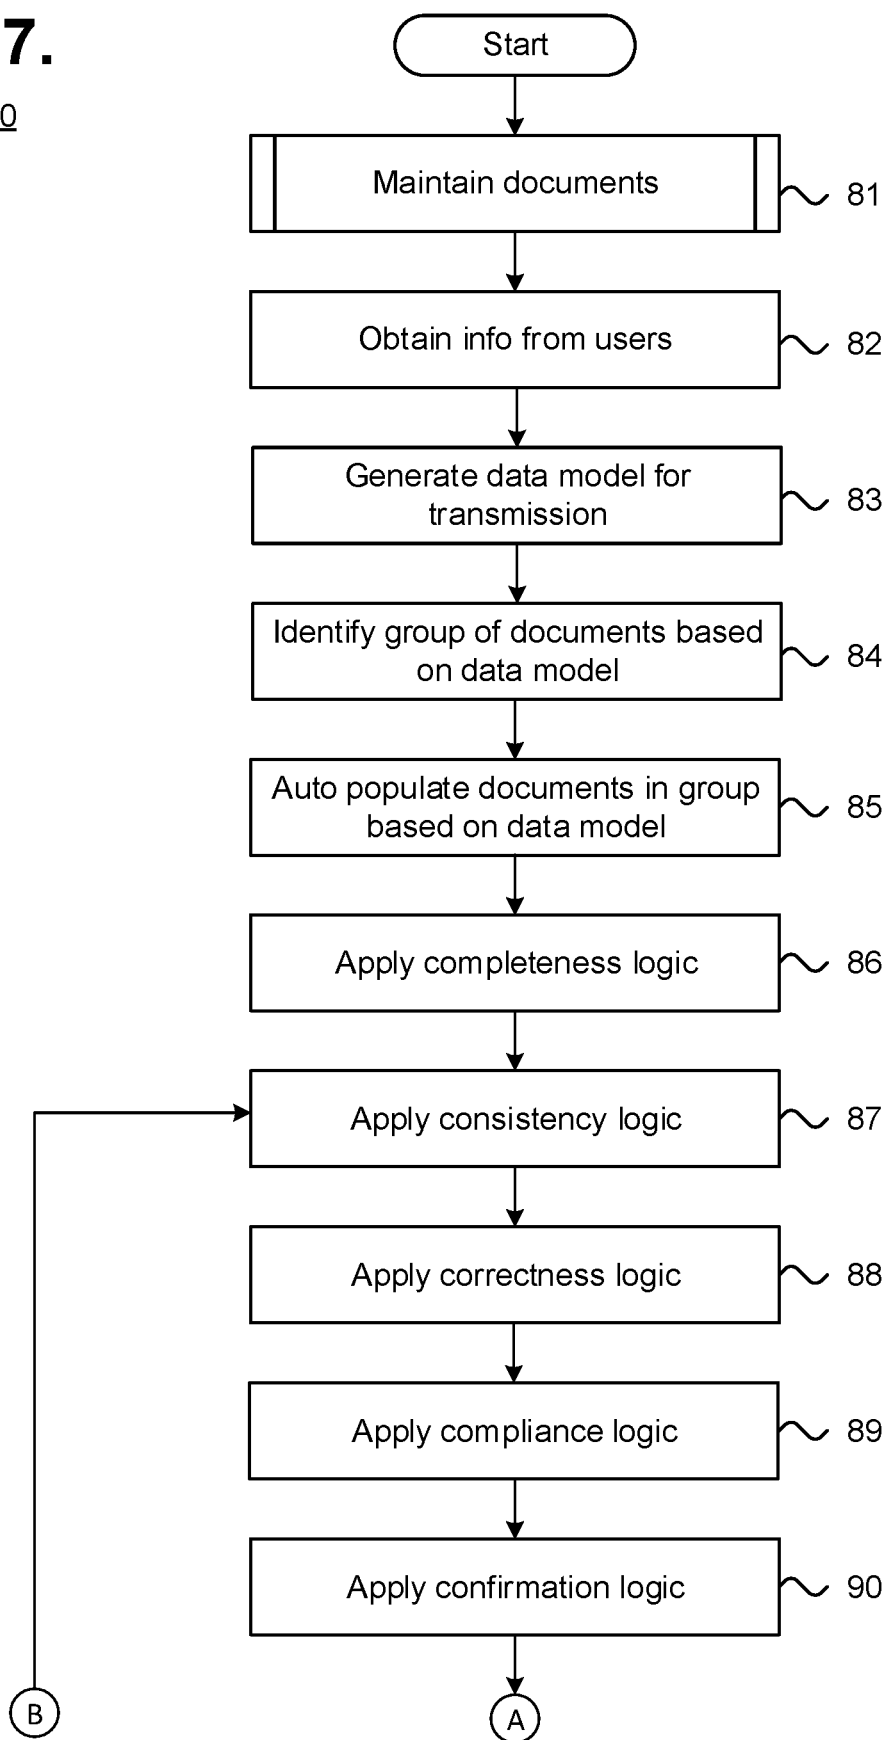 7.
0
Start
Maintain documents
81
Obtain info from users
82
Generate data model for
transmission
83
Identify group of documents based
on data model
84
Auto populate documents in group
based on data model
85
Apply completeness logic
86
Apply consistency logic
87
Apply correctness logic
88
Apply compliance logic
89
Apply confirmation logic
90
B
A